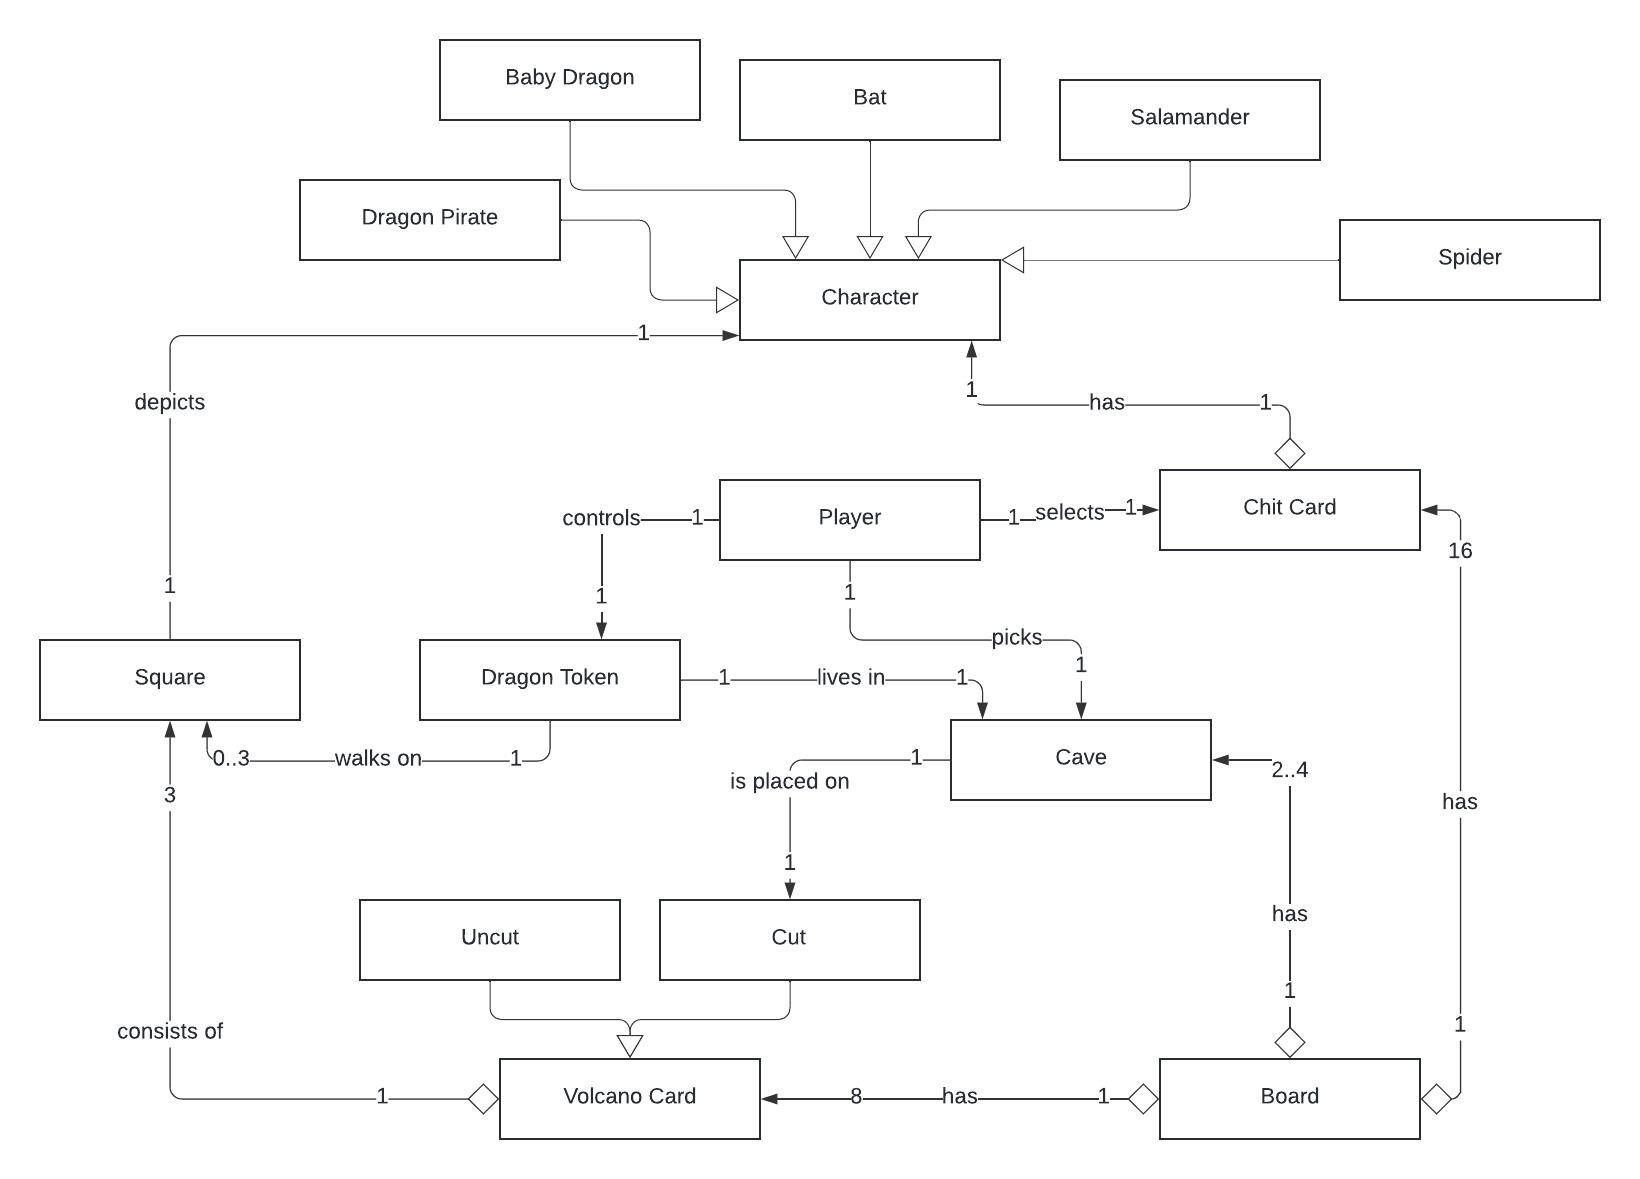 Baby Dragon
Bat
Salamander
Dragon Pirate
Spider
Character
1
depicts
1
has
1
1
Player
Chit Card
controls
1
1
selects
1
16
1
1
picks
1
Square
Dragon Token
1
lives in
1
0..3
walks on
1
1
Cave
is placed on
2..4
3
has
1
has
Uncut
Cut
1
1
consists of
1
Volcano Card
8
has
1
Board